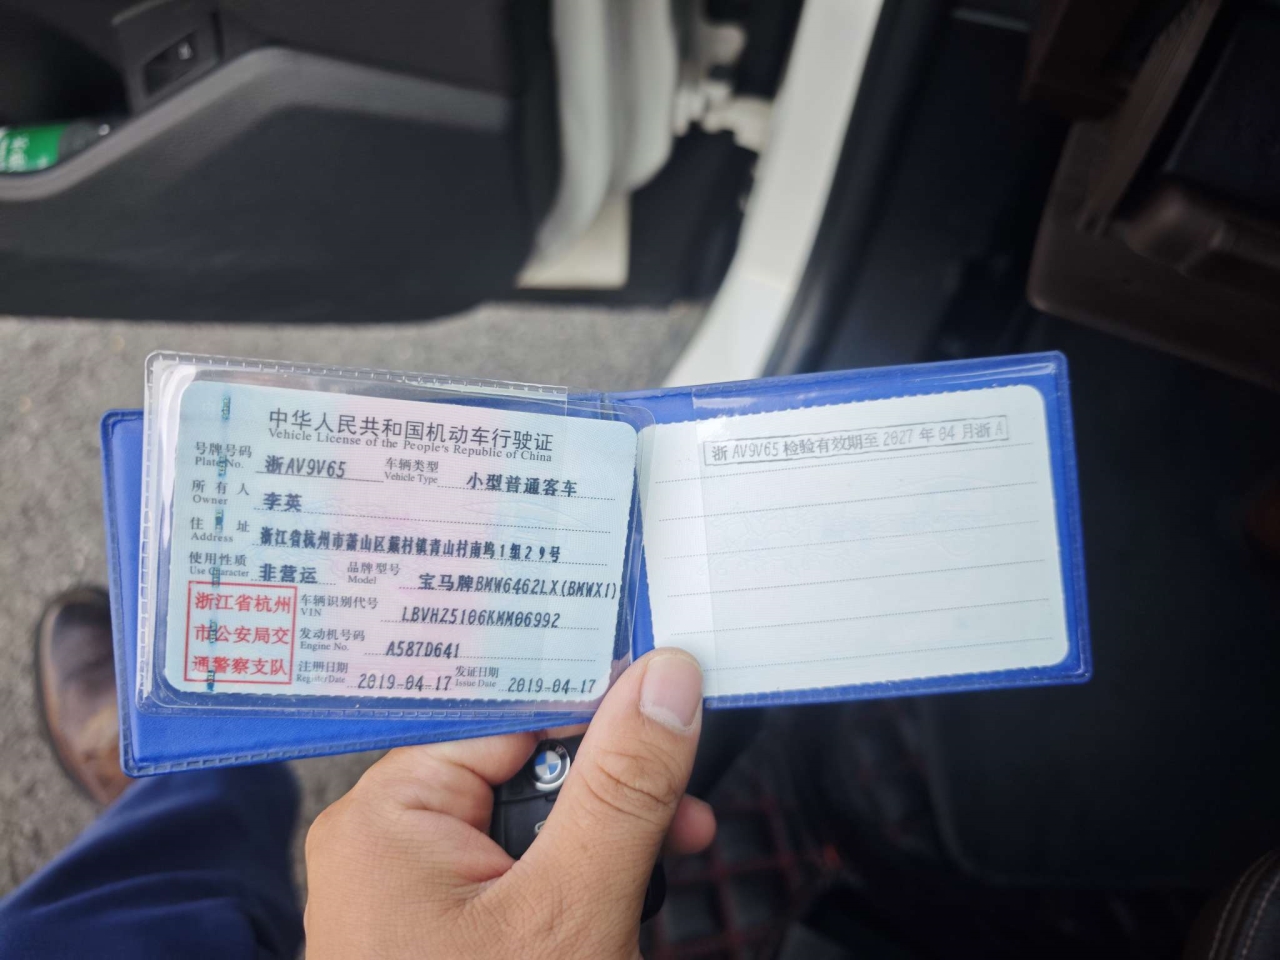 中华人民共和国机动车行驶证
Vehicle License of the People's Republic of China
号牌号码 浙AV9V65 车辆类型 小型普通客车
Plate No. Vehicle Type
所有人 李英
Owner
住址 浙江省杭州市萧山区戴村镇青山村南坞1组29号
Address
使用性质 非营运 品牌型号 宝马牌BMW6462LX(BMWX1)
Use Character Model
浙江省杭州
市公安局交
通警察支队
车辆识别代号 LBVHZ5106KMM06992
VIN
发动机号码 A587D641
Engine No.
注册日期 2019-04-17 发证日期 2019-04-17
Register Date Issue Date
浙AV9V65检验有效期至2027年04月浙A